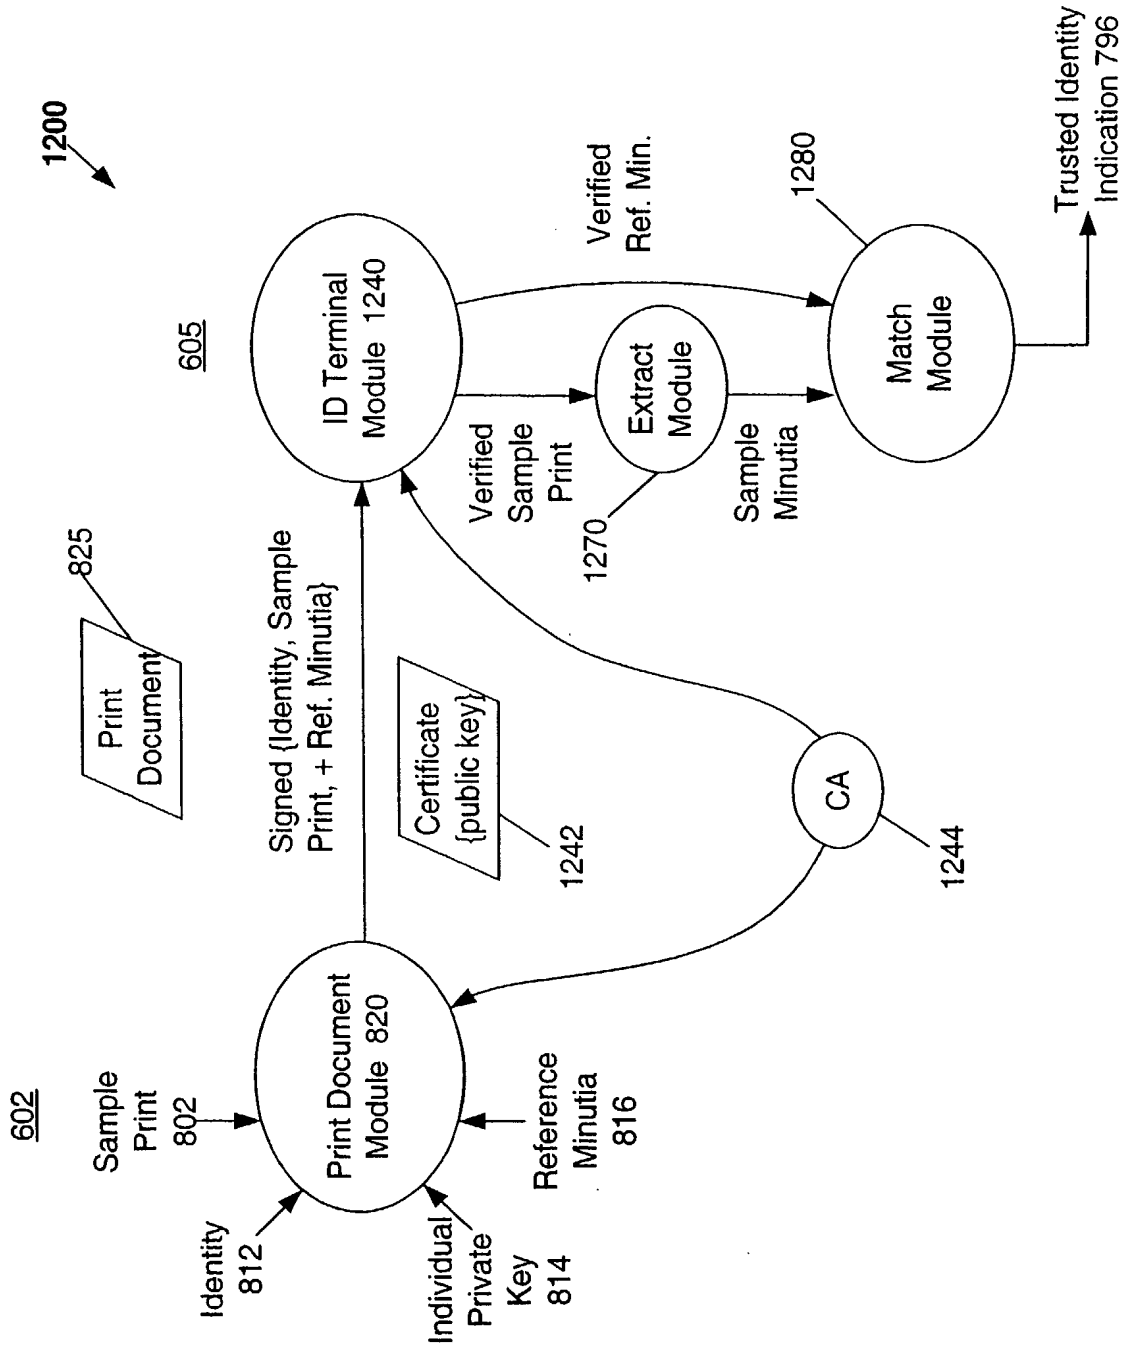 1200
602
605
Print
Document
825
Sample
Print
802
Identity
812
Individual
Private
Key
814
Reference
Minutia
816
Print Document
Module 820
Signed {Identity, Sample
Print, + Ref. Minutia}
Certificate
{public key}
1242
CA
1244
ID Terminal
Module 1240
Verified
Sample
Print
Verified
Ref. Min.
Extract
Module
1270
Sample
Minutia
Match
Module
1280
Trusted Identity
Indication 796